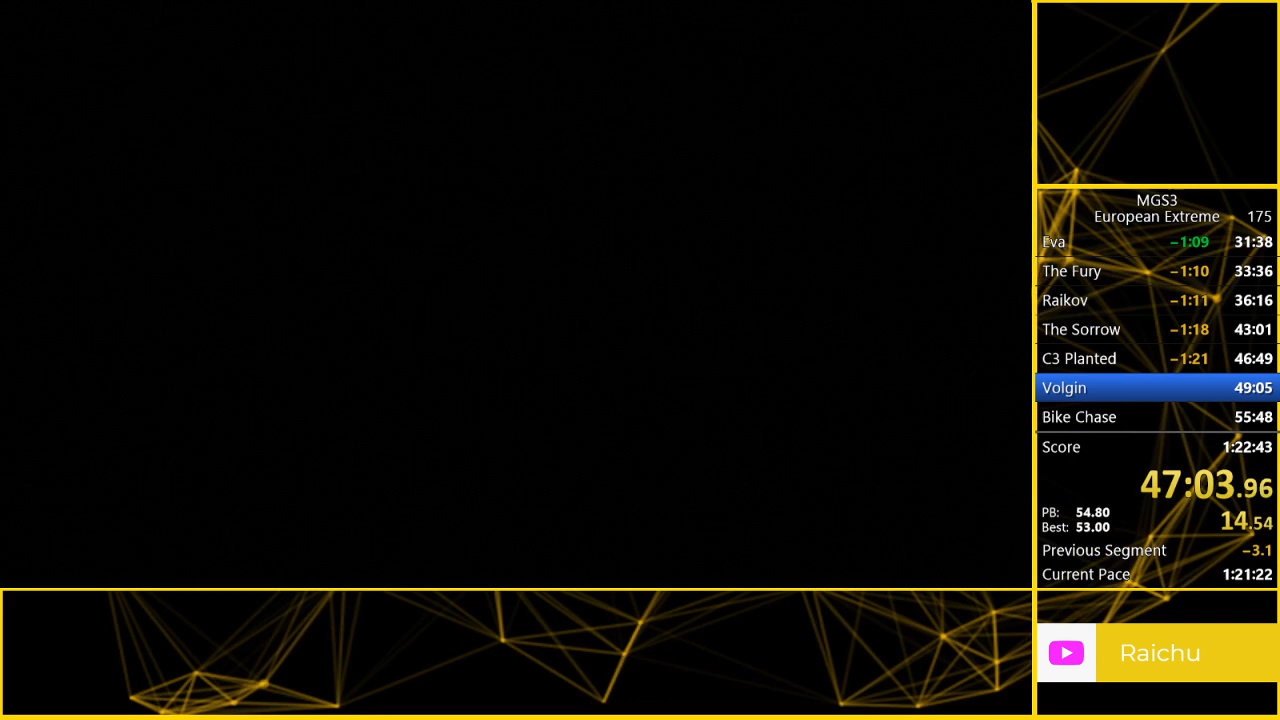 MGS3
European Extreme 175
Eva −1:09 31:38
The Fury −1:10 33:36
Raikov −1:11 36:16
The Sorrow −1:18 43:01
C3 Planted −1:21 46:49
Volgin 49:05
Bike Chase 55:48
Score 1:22:43
47:03.96
PB: 54.80
Best: 53.00
14.54
Previous Segment −3.1
Current Pace 1:21:22
Raichu